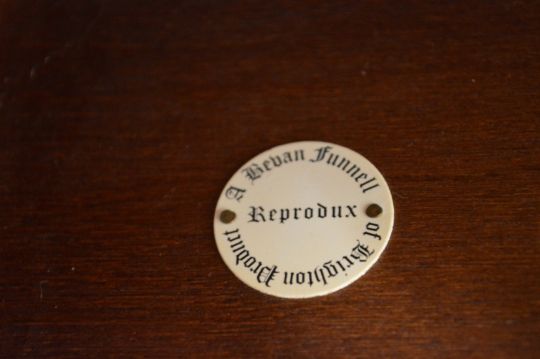 A Bevan Funnell of Brighton Product
Reprodux